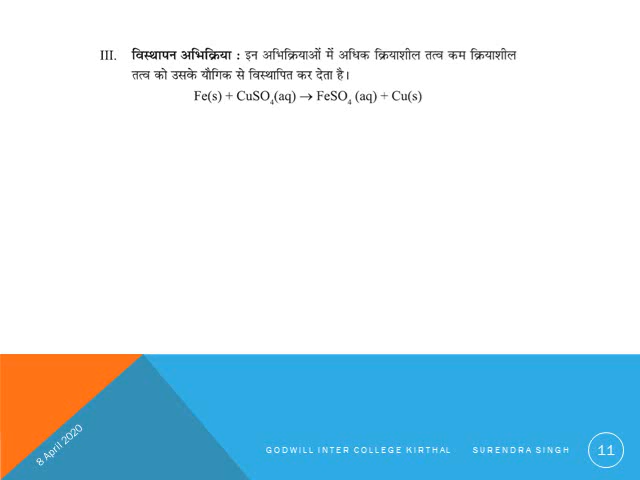 III. विस्थापन अभिक्रिया : इन अभिक्रियाओं में अधिक क्रियाशील तत्व कम क्रियाशील
तत्व को उसके यौगिक से विस्थापित कर देता है।
Fe(s) + CuSO₄(aq) → FeSO₄ (aq) + Cu(s)
8 April 2020
GODWILL INTER COLLEGE KIRTHAL SURENDRA SINGH 11